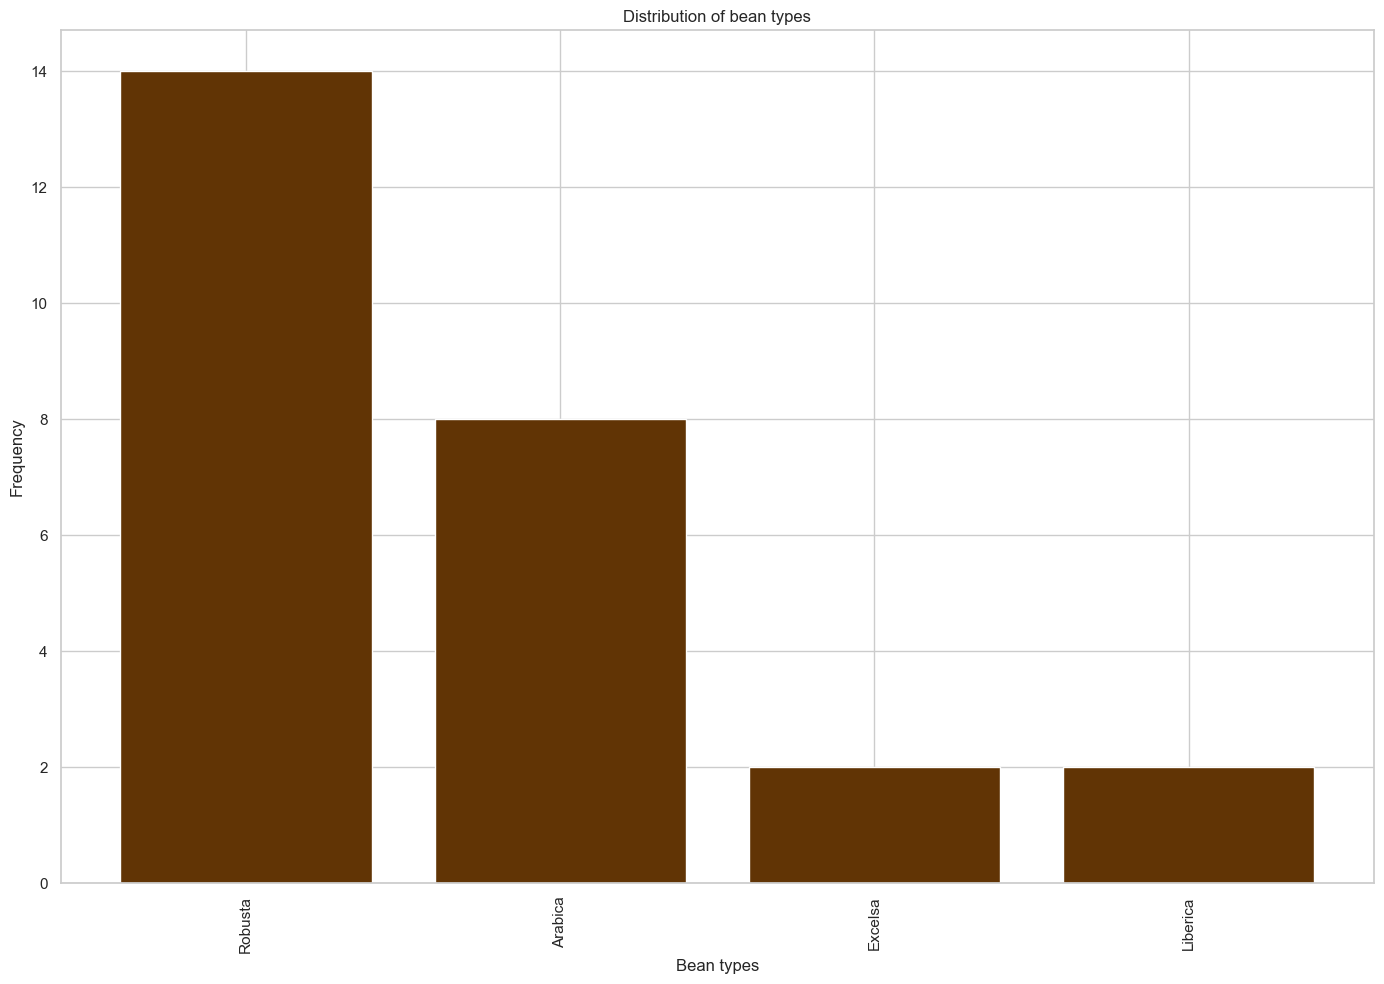 Distribution of bean types
14
12
10
8
6
4
2
0
Frequency
Robusta
Arabica
Excelsa
Liberica
Bean types